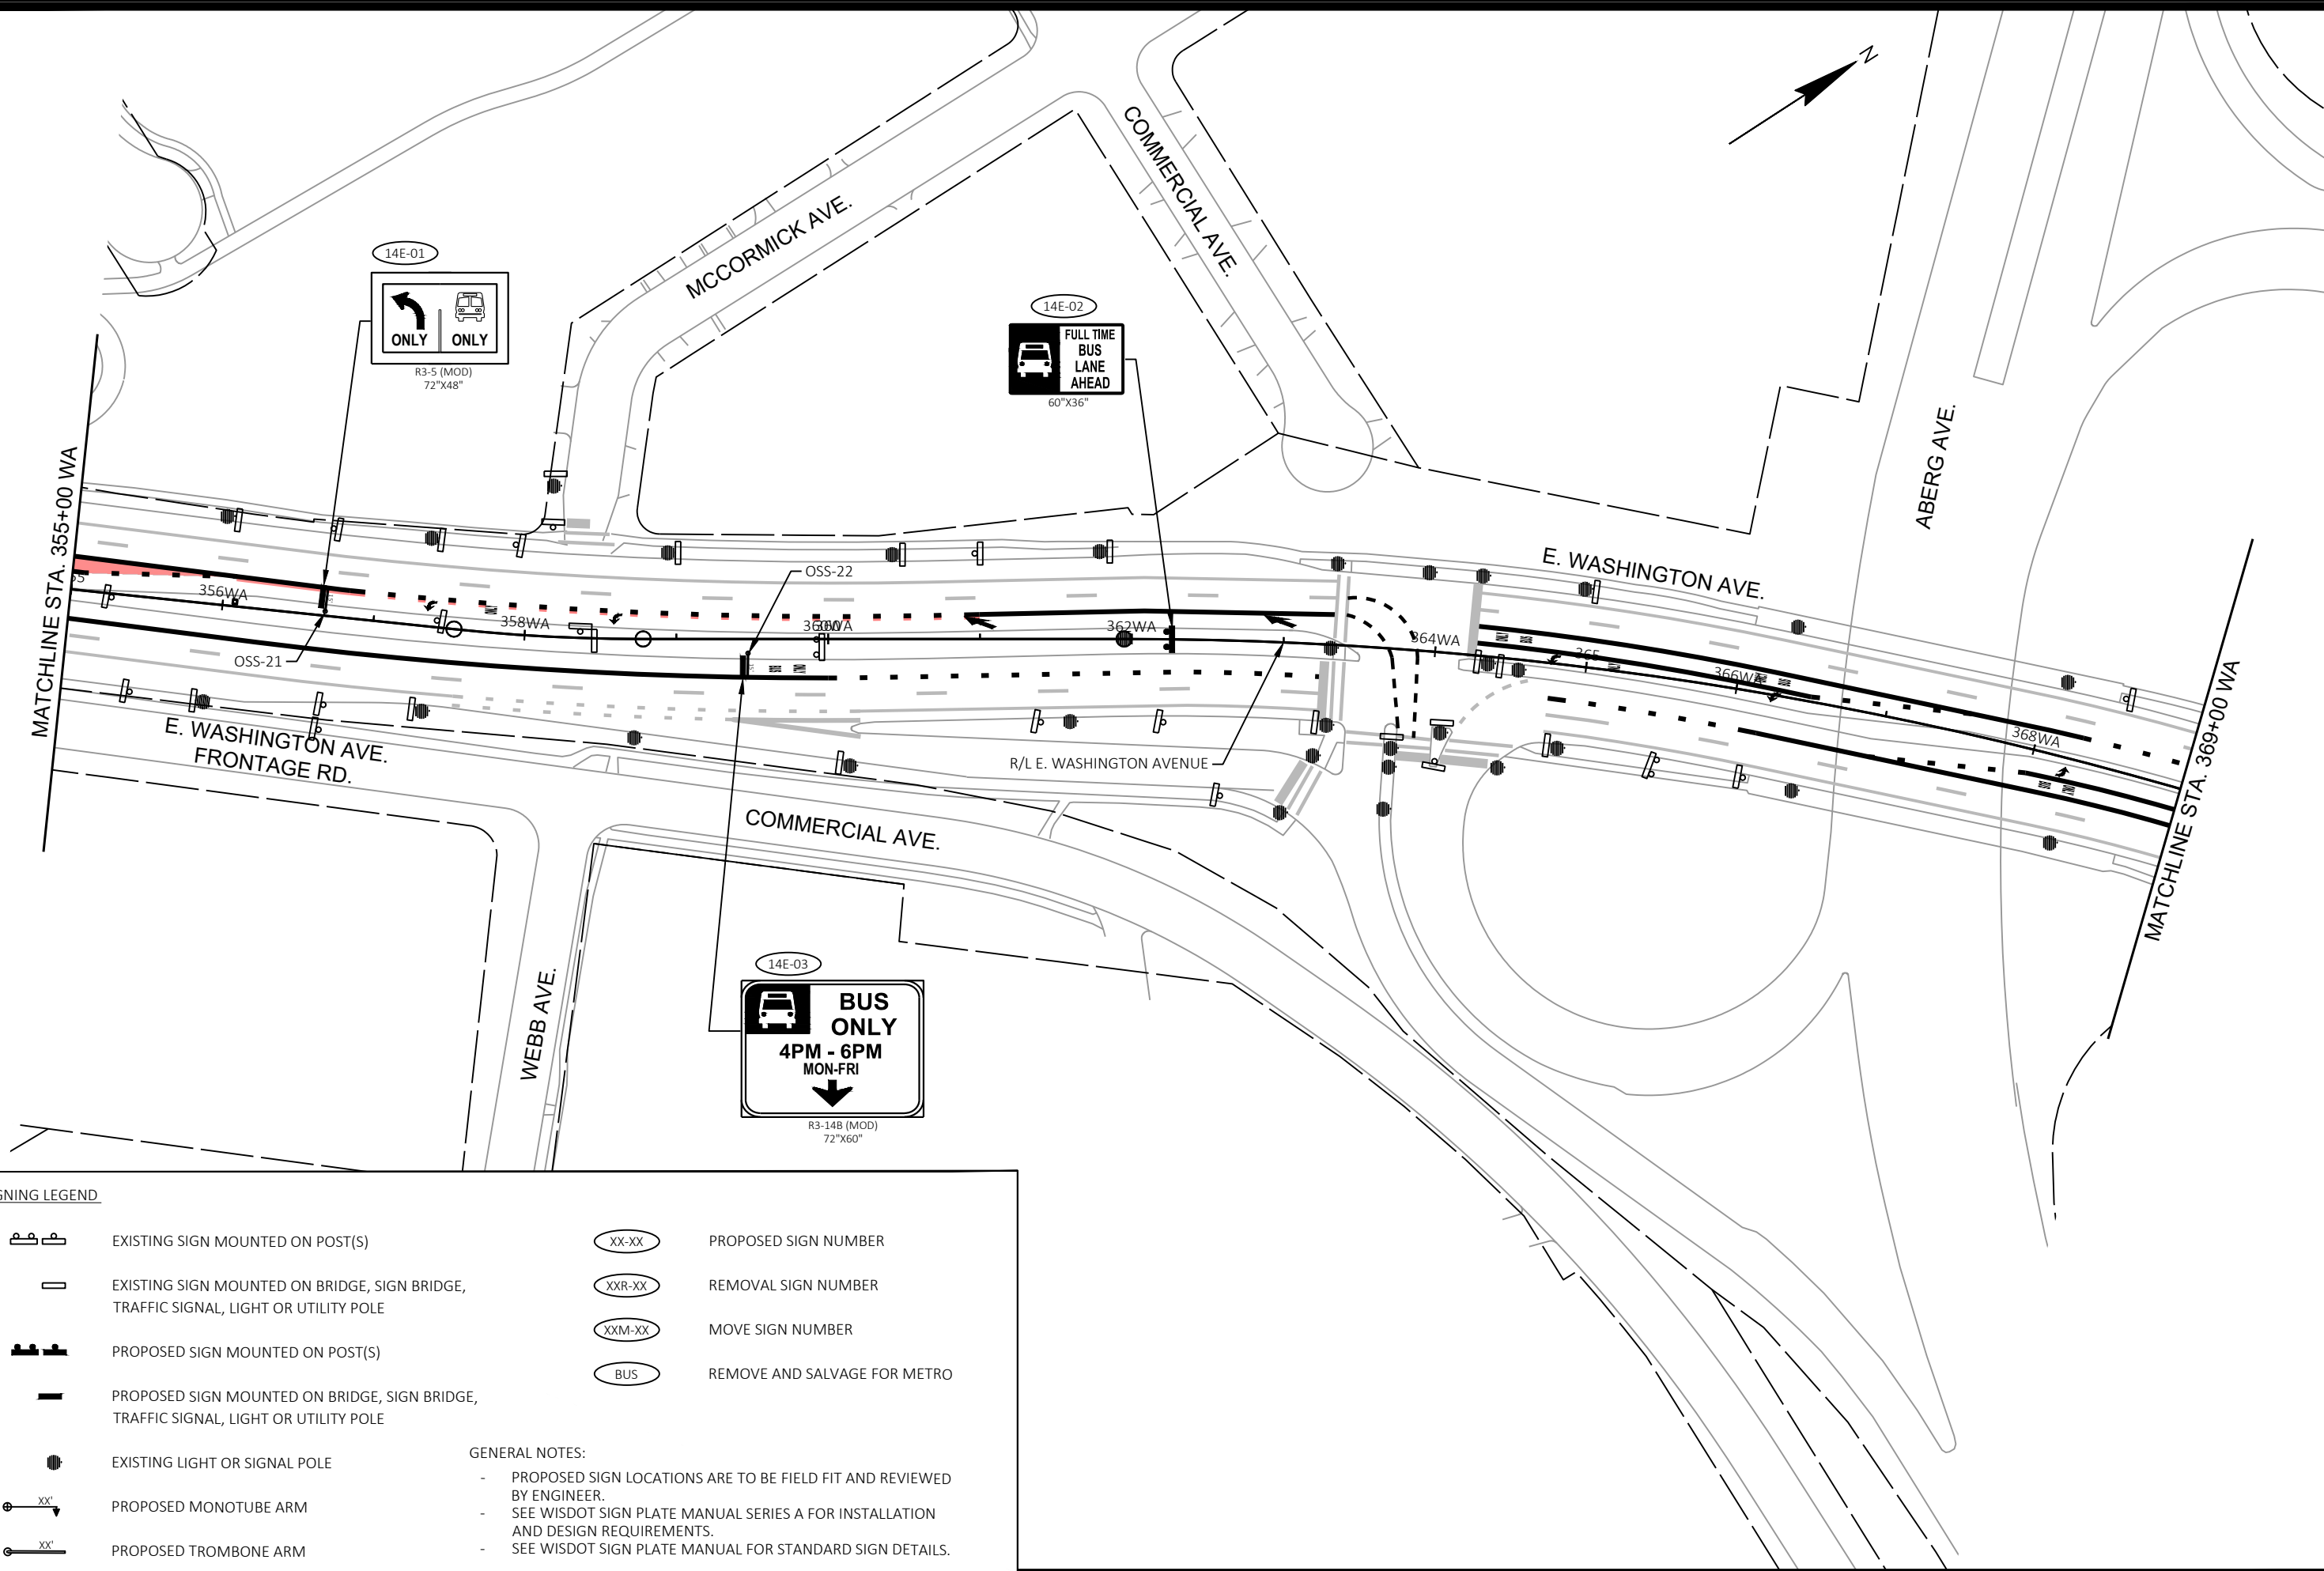 N
COMMERCIAL AVE.
MCCORMICK AVE.
14E-01
ONLY
ONLY
R3-5 (MOD)
72"X48"
14E-02
FULL TIME
BUS
LANE
AHEAD
60"X36"
ABERG AVE.
MATCHLINE STA. 355+00 WA
E. WASHINGTON AVE.
OSS-22
356WA
358WA
362WA
364WA
365
366WA
368WA
OSS-21
E. WASHINGTON AVE.
FRONTAGE RD.
R/L E. WASHINGTON AVENUE
MATCHLINE STA. 369+00 WA
COMMERCIAL AVE.
WEBB AVE.
14E-03
BUS
ONLY
4PM - 6PM
MON-FRI
R3-14B (MOD)
72"X60"
GNING LEGEND
EXISTING SIGN MOUNTED ON POST(S)
EXISTING SIGN MOUNTED ON BRIDGE, SIGN BRIDGE,
TRAFFIC SIGNAL, LIGHT OR UTILITY POLE
PROPOSED SIGN MOUNTED ON POST(S)
PROPOSED SIGN MOUNTED ON BRIDGE, SIGN BRIDGE,
TRAFFIC SIGNAL, LIGHT OR UTILITY POLE
EXISTING LIGHT OR SIGNAL POLE
XX'
PROPOSED MONOTUBE ARM
XX'
PROPOSED TROMBONE ARM
XX-XX
PROPOSED SIGN NUMBER
XXR-XX
REMOVAL SIGN NUMBER
XXM-XX
MOVE SIGN NUMBER
BUS
REMOVE AND SALVAGE FOR METRO
GENERAL NOTES:
- PROPOSED SIGN LOCATIONS ARE TO BE FIELD FIT AND REVIEWED
BY ENGINEER.
- SEE WISDOT SIGN PLATE MANUAL SERIES A FOR INSTALLATION
AND DESIGN REQUIREMENTS.
- SEE WISDOT SIGN PLATE MANUAL FOR STANDARD SIGN DETAILS.